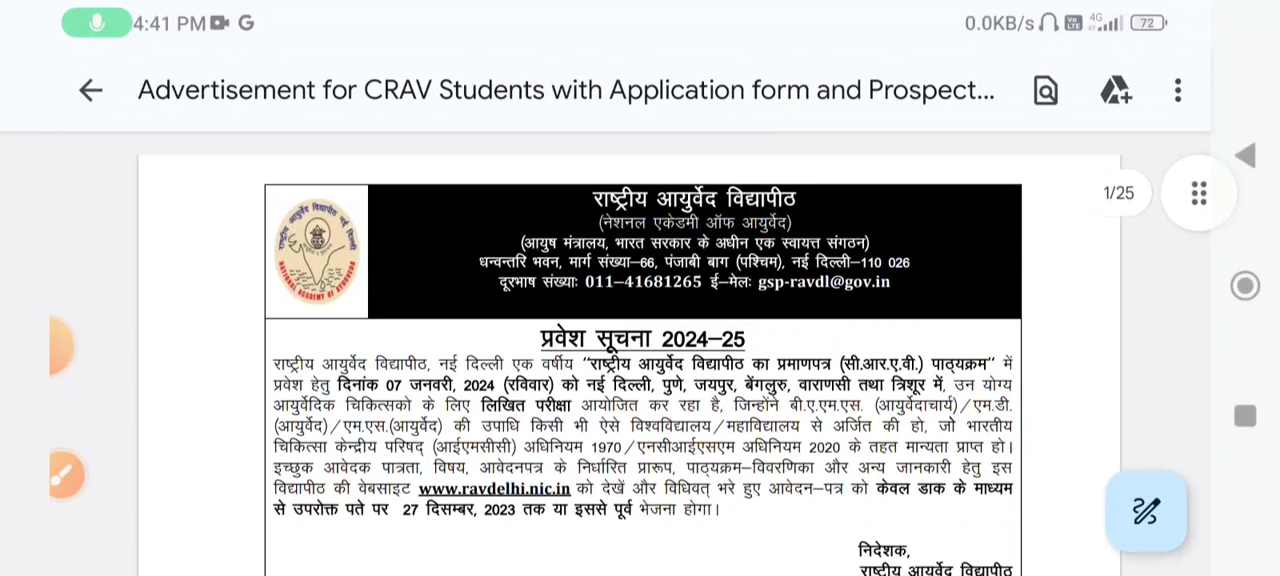 4:41 PM G 0.0KB/s 4G 72
Advertisement for CRAV Students with Application form and Prospect...
1/25
राष्ट्रीय आयुर्वेद विद्यापीठ
(नेशनल एकेडमी ऑफ आयुर्वेद)
(आयुष मंत्रालय, भारत सरकार के अधीन एक स्वायत्त संगठन)
धन्वन्तरि भवन, मार्ग संख्या–66, पंजाबी बाग (पश्चिम), नई दिल्ली–110 026
दूरभाष संख्याः 011–41681265 ई–मेलः gsp-ravdl@gov.in
राष्ट्रीय आयुर्वेद विद्यापीठ नई दिल्ली
NATIONAL ACADEMY OF AYURVEDA
प्रवेश सूचना 2024–25
राष्ट्रीय आयुर्वेद विद्यापीठ, नई दिल्ली एक वर्षीय "राष्ट्रीय आयुर्वेद विद्यापीठ का प्रमाणपत्र (सी.आर.ए.वी.) पाठ्यक्रम" में
प्रवेश हेतु दिनांक 07 जनवरी, 2024 (रविवार) को नई दिल्ली, पुणे, जयपुर, बेंगलुरु, वाराणसी तथा त्रिशूर में, उन योग्य
आयुर्वेदिक चिकित्सको के लिए लिखित परीक्षा आयोजित कर रहा है, जिन्होंने बी.ए.एम.एस. (आयुर्वेदाचार्य)/एम.डी.
(आयुर्वेद)/एम.एस.(आयुर्वेद) की उपाधि किसी भी ऐसे विश्वविद्यालय/महाविद्यालय से अर्जित की हो, जो भारतीय
चिकित्सा केन्द्रीय परिषद् (आईएमसीसी) अधिनियम 1970/एनसीआईएसएम अधिनियम 2020 के तहत मान्यता प्राप्त हो।
इच्छुक आवेदक पात्रता, विषय, आवेदनपत्र के निर्धारित प्रारूप, पाठ्यक्रम–विवरणिका और अन्य जानकारी हेतु इस
विद्यापीठ की वेबसाइट www.ravdelhi.nic.in को देखें और विधिवत् भरे हुए आवेदन–पत्र को केवल डाक के माध्यम
से उपरोक्त पते पर 27 दिसम्बर, 2023 तक या इससे पूर्व भेजना होगा।
निदेशक,
राष्ट्रीय आयुर्वेद विद्यापीठ